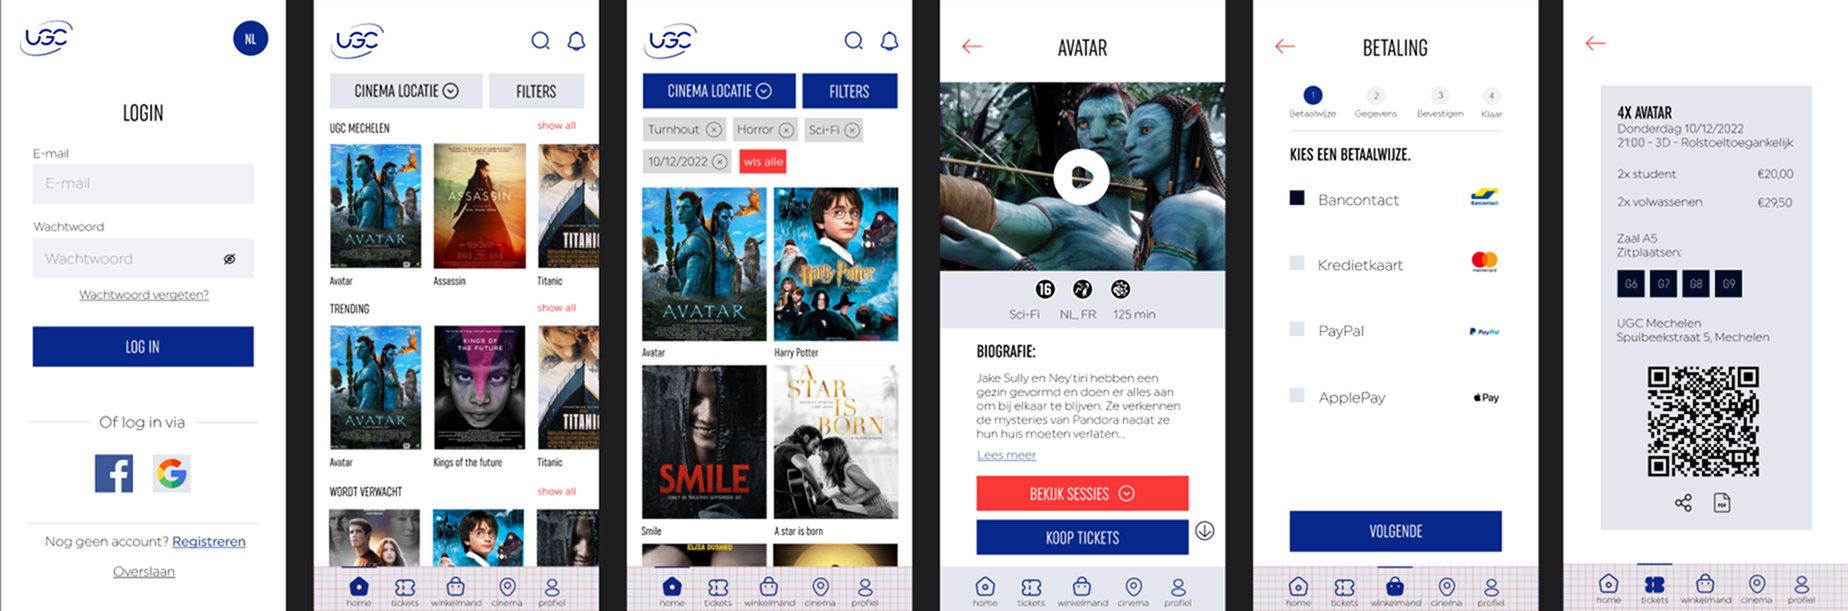 UGC
NL
LOGIN
E-mail
E-mail
Wachtwoord
Wachtwoord
Wachtwoord vergeten?
LOG IN
Of log in via
Nog geen account? Registreren
Overslaan
UGC
CINEMA LOCATIE
FILTERS
UGC MECHELEN
show all
AVATAR
ASSASSIN
TITANIC
Avatar
Assassin
Titanic
TRENDING
show all
AVATAR
KINGS OF
THE FUTURE
TITANIC
Avatar
Kings of the future
Titanic
WORDT VERWACHT
show all
home
tickets
winkelmand
cinema
profiel
UGC
CINEMA LOCATIE
FILTERS
Turnhout
Horror
Sci-Fi
10/12/2022
wis alle
AVATAR
Harry Potter
Avatar
Harry Potter
IT'S TOO LATE
SMILE
A
STAR
IS
BORN
Smile
A star is born
ELIZA DUSHKU
home
tickets
winkelmand
cinema
profiel
AVATAR
16
Sci-Fi
NL, FR
125 min
BIOGRAFIE:
Jake Sully en Ney'tiri hebben een
gezin gevormd en doen er alles aan
om bij elkaar te blijven. Ze verkennen
de mysteries van Pandora nadat ze
hun huis moeten verlaten...
Lees meer
BEKIJK SESSIES
KOOP TICKETS
home
tickets
winkelmand
cinema
profiel
BETALING
1
2
3
4
Betaalwijze
Gegevens
Bevestigen
Klaar
KIES EEN BETAALWIJZE.
Bancontact
Bancontact
Kredietkaart
mastercard
PayPal
PayPal
ApplePay
Pay
VOLGENDE
home
tickets
winkelmand
cinema
profiel
4X AVATAR
Donderdag 10/12/2022
21:00 - 3D - Rolstoeltoegankelijk
2x student €20,00
2x volwassenen €29,50
Zaal A5
Zitplaatsen:
G6 G7 G8 G9
UGC Mechelen
Spuibeekstraat 5, Mechelen
PDF
home
tickets
winkelmand
cinema
profiel